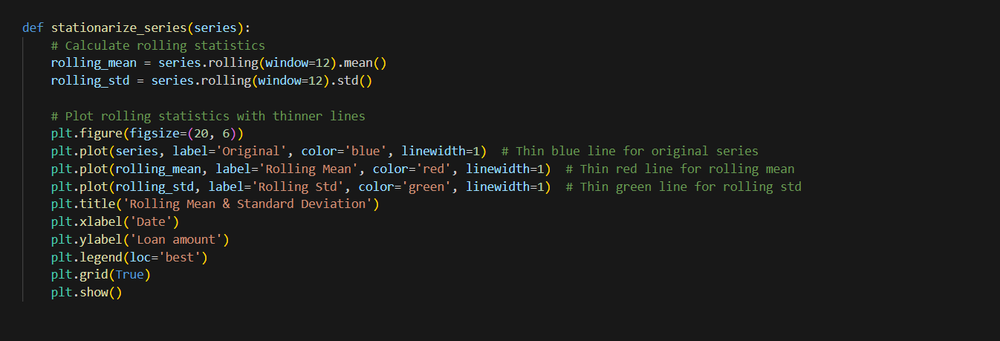 def stationarize_series(series):
    # Calculate rolling statistics
    rolling_mean = series.rolling(window=12).mean()
    rolling_std = series.rolling(window=12).std()

    # Plot rolling statistics with thinner lines
    plt.figure(figsize=(20, 6))
    plt.plot(series, label='Original', color='blue', linewidth=1)  # Thin blue line for original series
    plt.plot(rolling_mean, label='Rolling Mean', color='red', linewidth=1)  # Thin red line for rolling mean
    plt.plot(rolling_std, label='Rolling Std', color='green', linewidth=1)  # Thin green line for rolling std
    plt.title('Rolling Mean & Standard Deviation')
    plt.xlabel('Date')
    plt.ylabel('Loan amount')
    plt.legend(loc='best')
    plt.grid(True)
    plt.show()